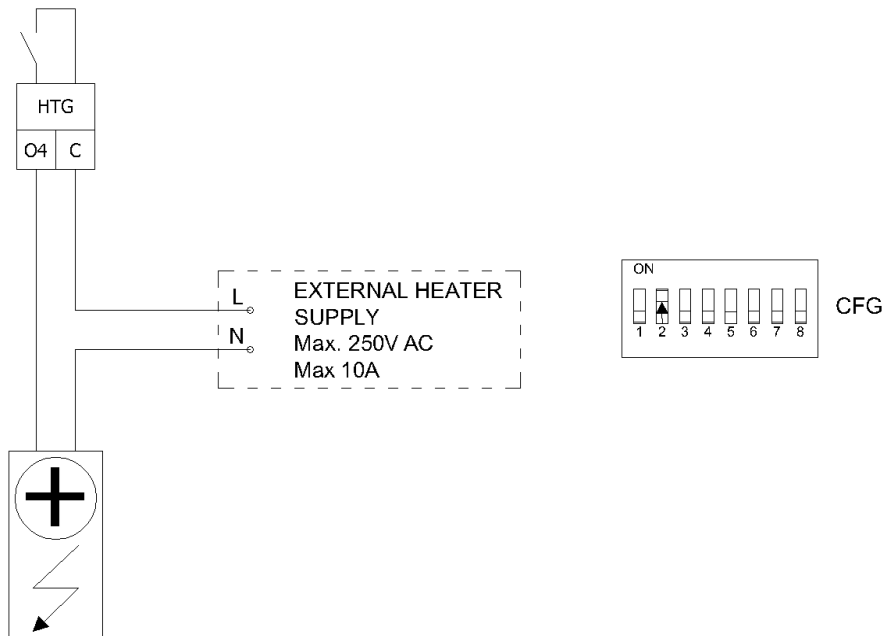 HTG
O4 C
L
N
EXTERNAL HEATER
SUPPLY
Max. 250V AC
Max 10A
ON
1 2 3 4 5 6 7 8
CFG